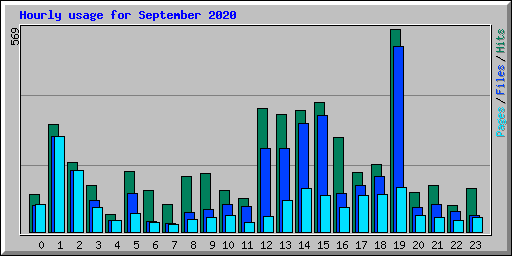 Hourly usage for September 2020
569
Pages/Files/Hits
0 1 2 3 4 5 6 7 8 9 10 11 12 13 14 15 16 17 18 19 20 21 22 23